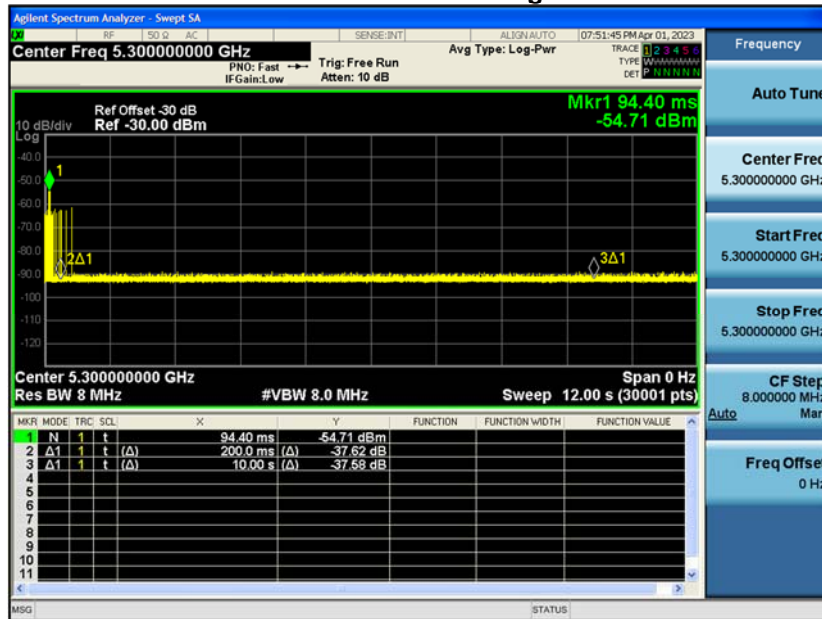 Agilent Spectrum Analyzer - Swept SA
RF 50 Ω AC SENSE:INT ALIGN AUTO 07:51:45 PM Apr 01, 2023
Center Freq 5.300000000 GHz
PNO: Fast
IFGain:Low
Trig: Free Run
Atten: 10 dB
Avg Type: Log-Pwr
TRACE 1 2 3 4 5 6
TYPE
DET P N N N N N
Ref Offset -30 dB
10 dB/div Ref -30.00 dBm
Log
Mkr1 94.40 ms
-54.71 dBm
-40.0
-50.0
-60.0
-70.0
-80.0
-90.0
-100
-110
-120
1
2Δ1
3Δ1
Center 5.300000000 GHz Span 0 Hz
Res BW 8 MHz #VBW 8.0 MHz Sweep 12.00 s (30001 pts)
MKR MODE TRC SCL X Y FUNCTION FUNCTION WIDTH FUNCTION VALUE
1 N 1 t 94.40 ms -54.71 dBm
2 Δ1 1 t (Δ) 200.0 ms (Δ) -37.62 dB
3 Δ1 1 t (Δ) 10.00 s (Δ) -37.58 dB
4
5
6
7
8
9
10
11
MSG STATUS
Frequency
Auto Tune
Center Freq
5.300000000 GHz
Start Freq
5.300000000 GHz
Stop Freq
5.300000000 GHz
CF Step
8.000000 MHz
Auto Man
Freq Offset
0 Hz